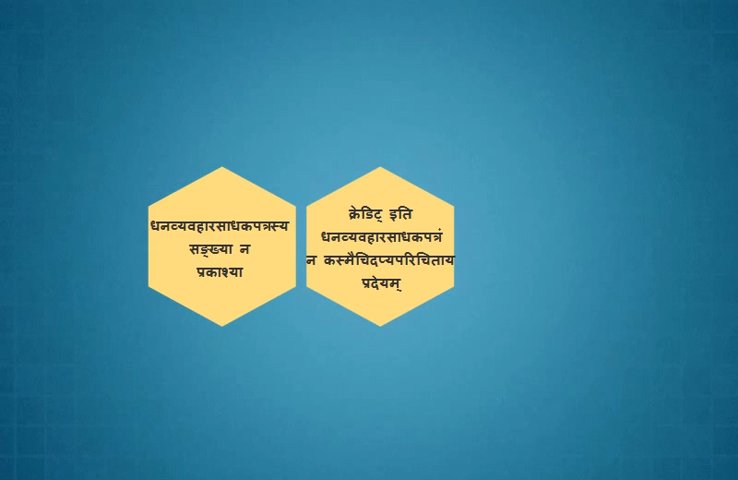 धनव्यवहारसाधकपत्रस्य
सङ्ख्या न
प्रकाश्या
क्रेडिट् इति
धनव्यवहारसाधकपत्रं
न कस्मैचिदप्यपरिचिताय
प्रदेयम्